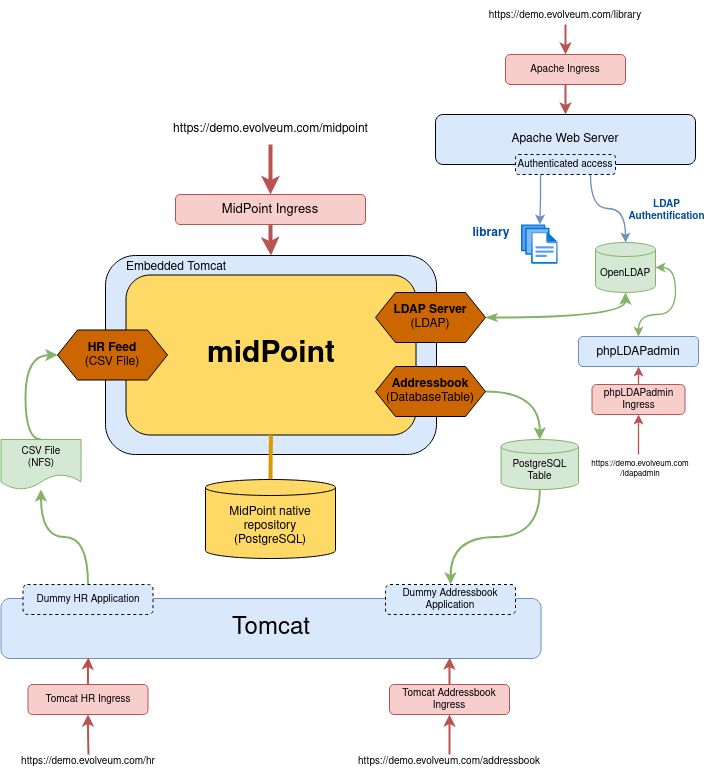 https://demo.evolveum.com/library
Apache Ingress
https://demo.evolveum.com/midpoint
Apache Web Server
Authenticated access
MidPoint Ingress
LDAP
Authentification
library
Embedded Tomcat
OpenLDAP
LDAP Server
(LDAP)
HR Feed
(CSV File)
midPoint
phpLDAPadmin
Addressbook
(DatabaseTable)
phpLDAPadmin
Ingress
CSV File
(NFS)
PostgreSQL
Table
https://demo.evolveum.com
/ldapadmin
MidPoint native
repository
(PostgreSQL)
Dummy HR Application
Dummy Addressbook
Application
Tomcat
Tomcat HR Ingress
Tomcat Addressbook
Ingress
https://demo.evolveum.com/hr
https://demo.evolveum.com/addressbook